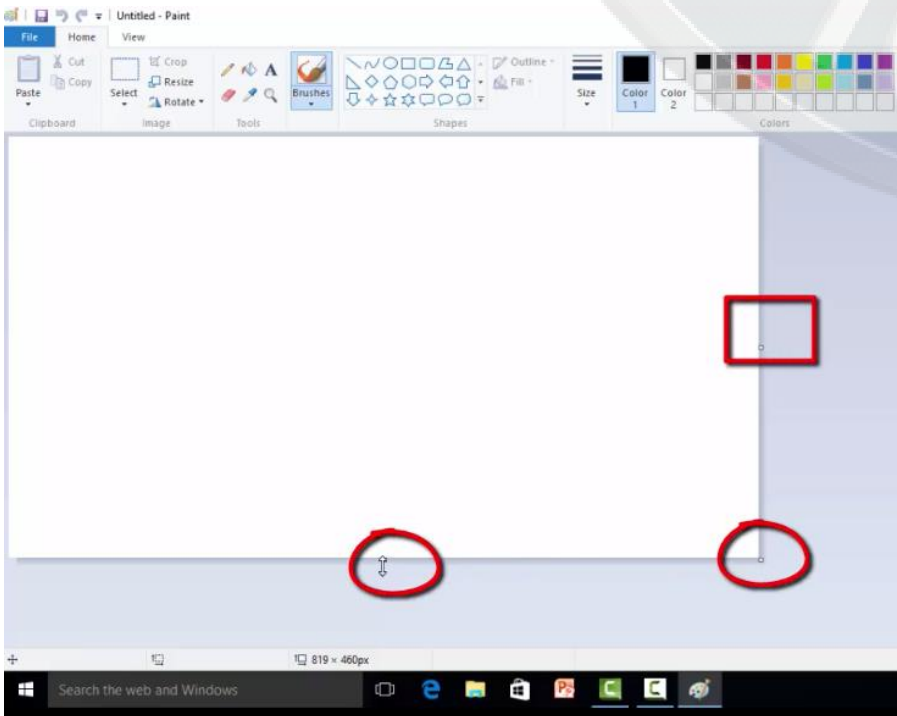 Untitled - Paint
File Home View
Cut
Copy
Paste
Clipboard
Select
Crop
Resize
Rotate
Image
A
Tools
Brushes
Outline
Fill
Shapes
Size
Color 1
Color 2
Colors
819 × 460px
Search the web and Windows